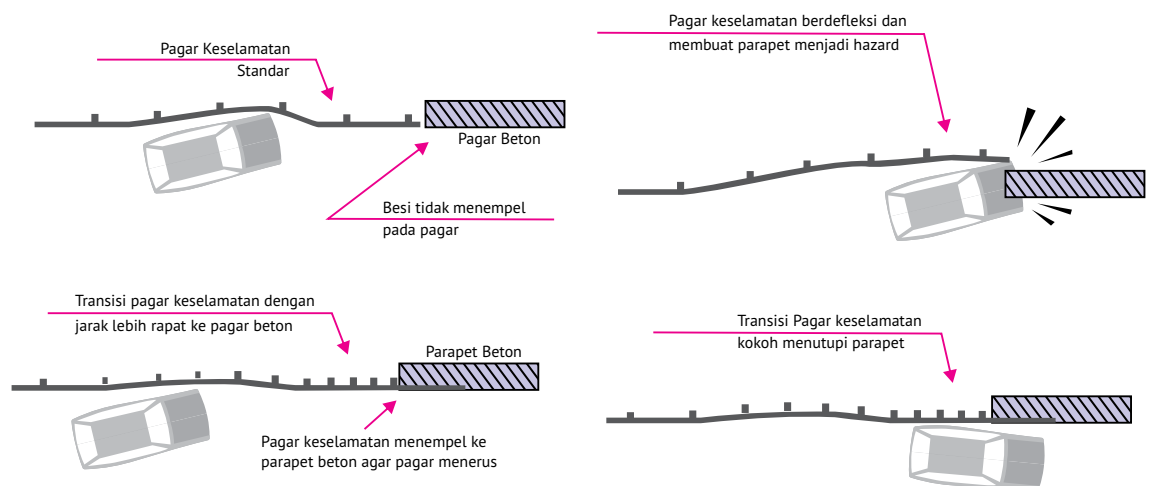 Pagar Keselamatan
Standar
Pagar Beton
Besi tidak menempel
pada pagar
Pagar keselamatan berdefleksi dan
membuat parapet menjadi hazard
Transisi pagar keselamatan dengan
jarak lebih rapat ke pagar beton
Parapet Beton
Pagar keselamatan menempel ke
parapet beton agar pagar menerus
Transisi Pagar keselamatan
kokoh menutupi parapet